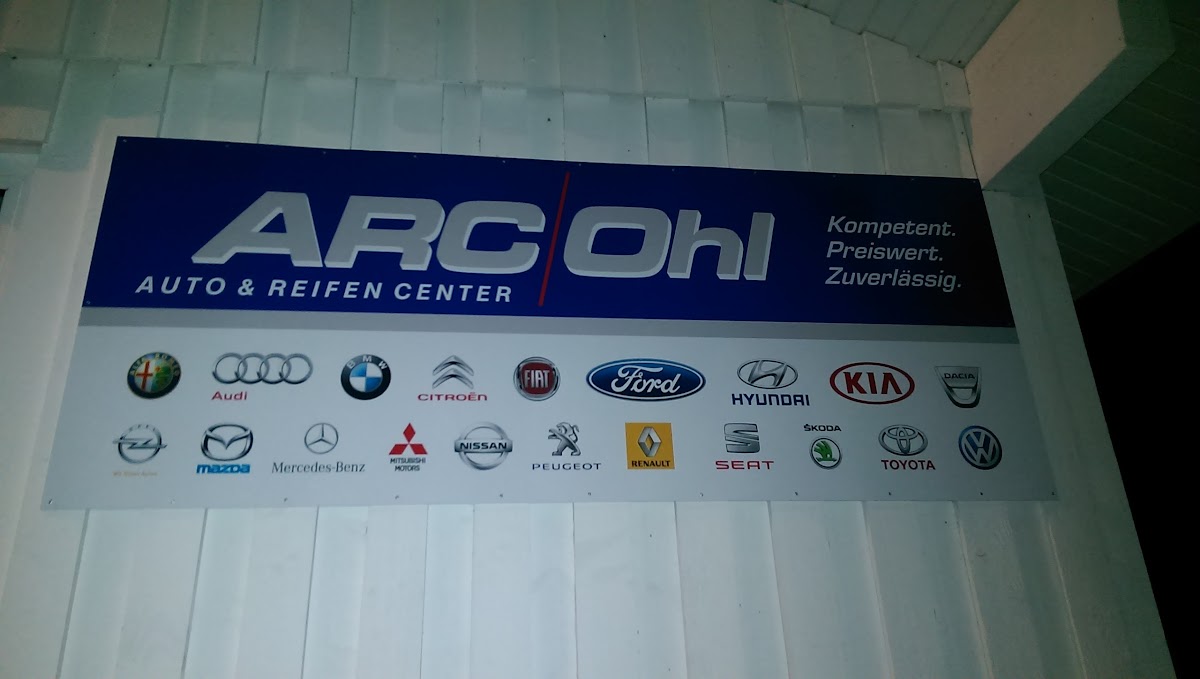 ARC Ohl
AUTO & REIFEN CENTER
Kompetent.
Preiswert.
Zuverlässig.
Audi
BMW
CITROËN
FIAT
Ford
HYUNDAI
KIA
DACIA
mazda
Mercedes-Benz
MITSUBISHI
MOTORS
NISSAN
PEUGEOT
RENAULT
SEAT
ŠKODA
TOYOTA